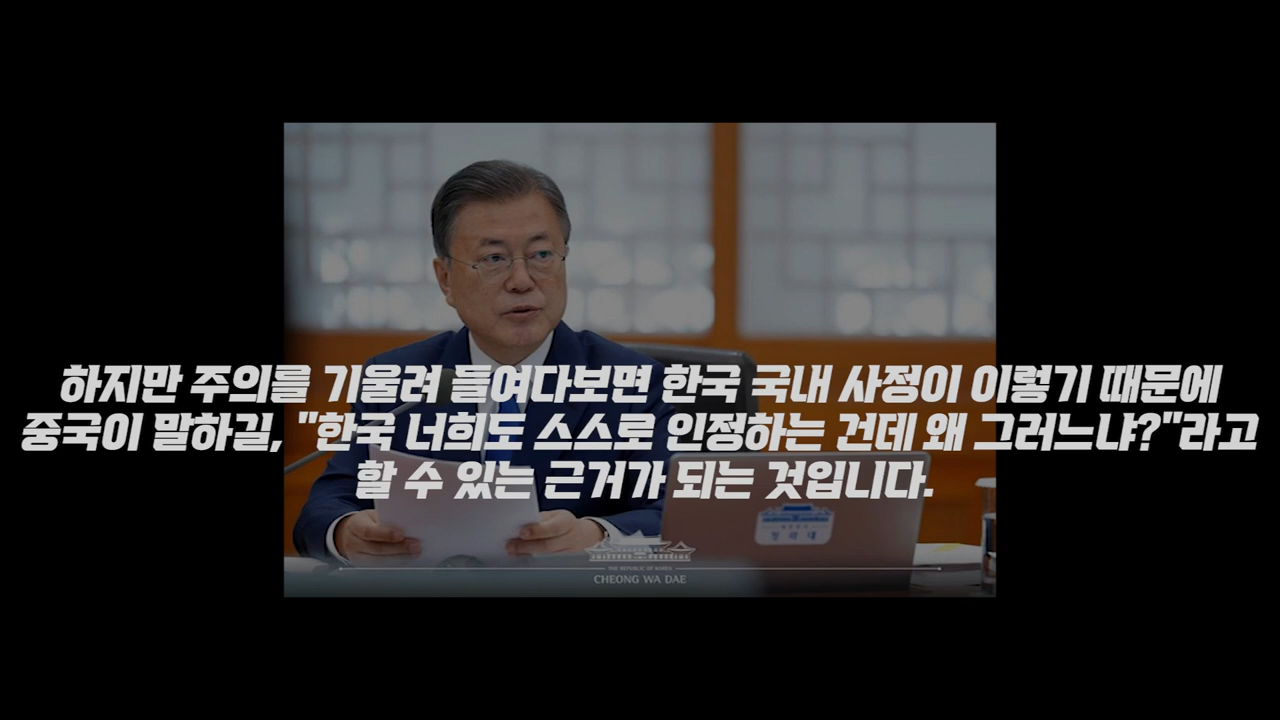 하지만 주의를 기울려 들여다보면 한국 국내 사정이 이렇기 때문에
중국이 말하길, "한국 너희도 스스로 인정하는 건데 왜 그러느냐?"라고
할 수 있는 근거가 되는 것입니다.
청와대
THE REPUBLIC OF KOREA
CHEONG WA DAE